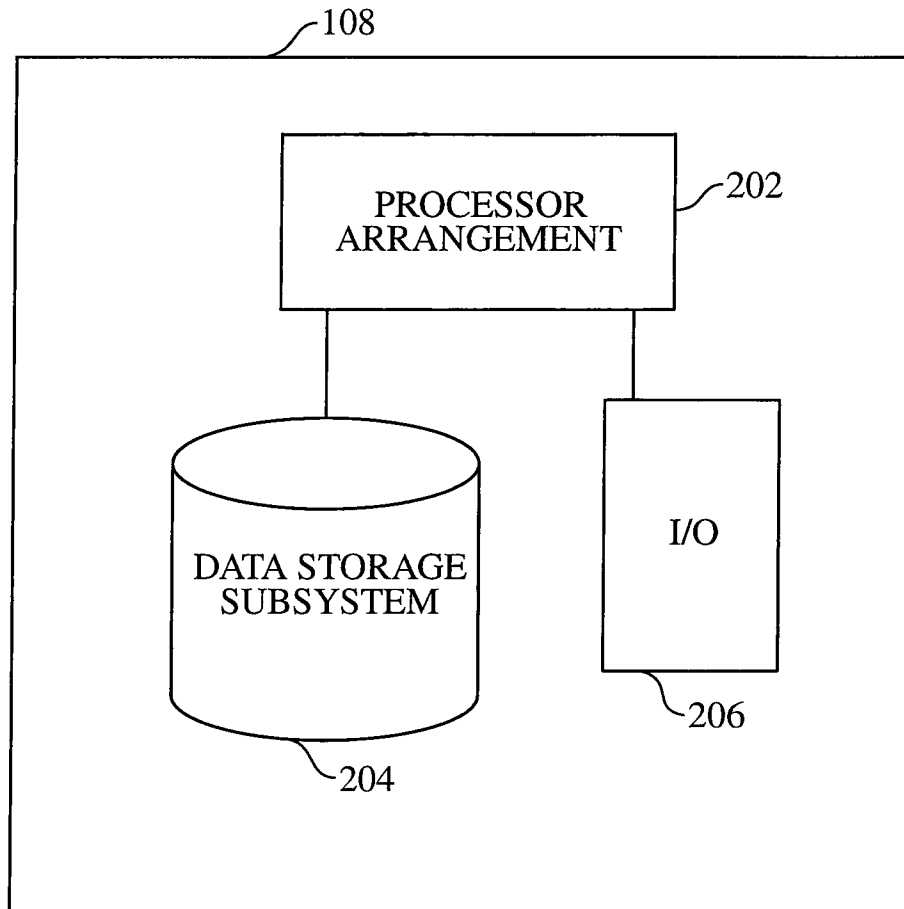 108
PROCESSOR
ARRANGEMENT
202
DATA STORAGE
SUBSYSTEM
I/O
206
204